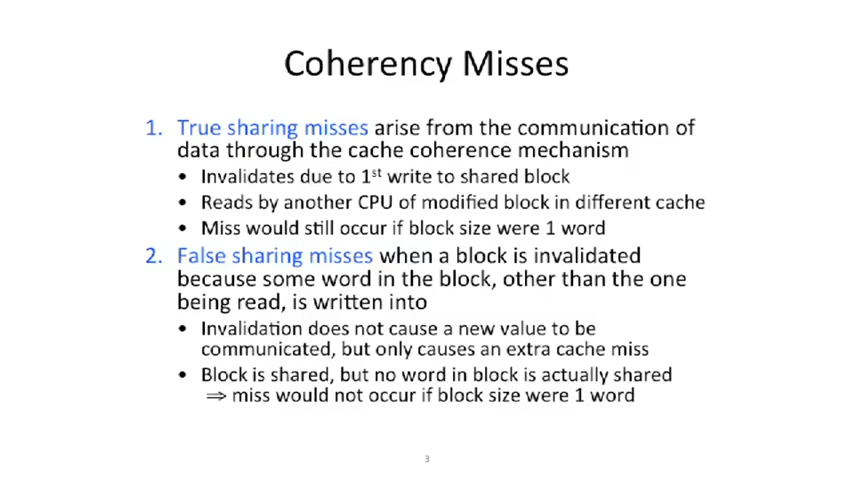 Coherency Misses
1. True sharing misses arise from the communication of
data through the cache coherence mechanism
• Invalidates due to 1st write to shared block
• Reads by another CPU of modified block in different cache
• Miss would still occur if block size were 1 word
2. False sharing misses when a block is invalidated
because some word in the block, other than the one
being read, is written into
• Invalidation does not cause a new value to be
communicated, but only causes an extra cache miss
• Block is shared, but no word in block is actually shared
⇒ miss would not occur if block size were 1 word
3